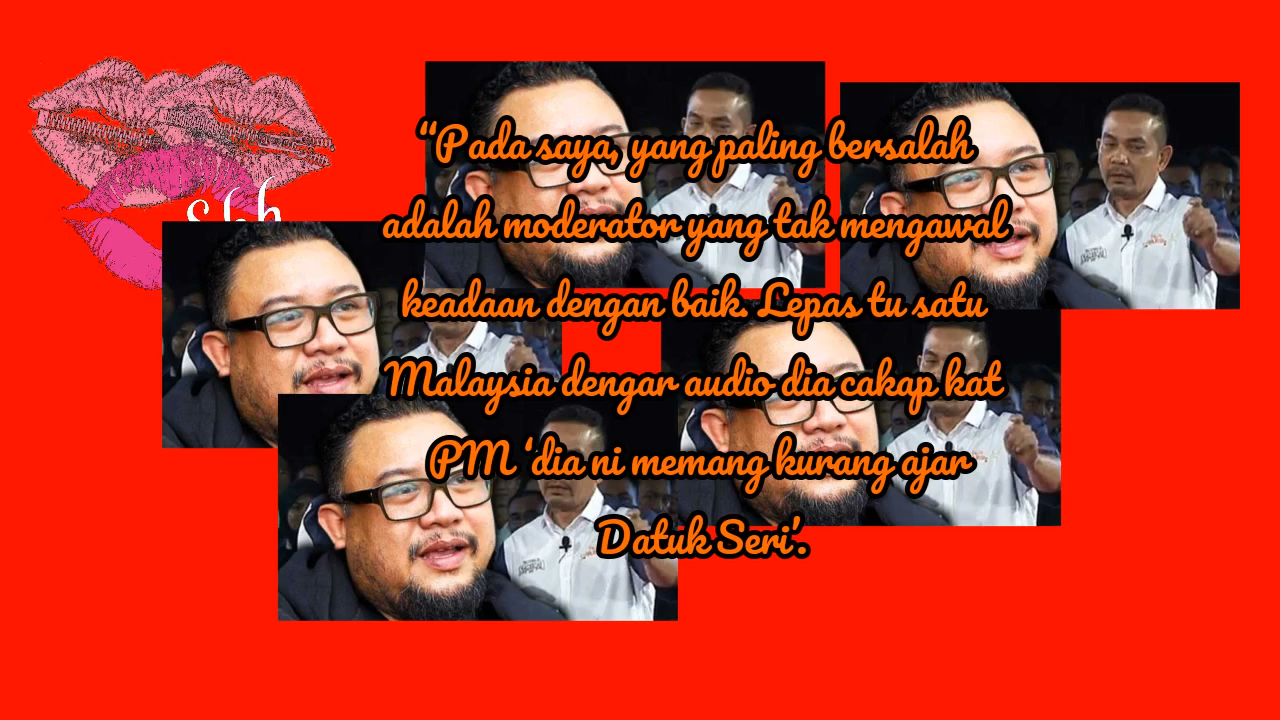 “Pada saya, yang paling bersalah
adalah moderator yang tak mengawal
keadaan dengan baik. Lepas tu satu
Malaysia dengar audio dia cakap kat
PM ‘dia ni memang kurang ajar
Datuk Seri’.